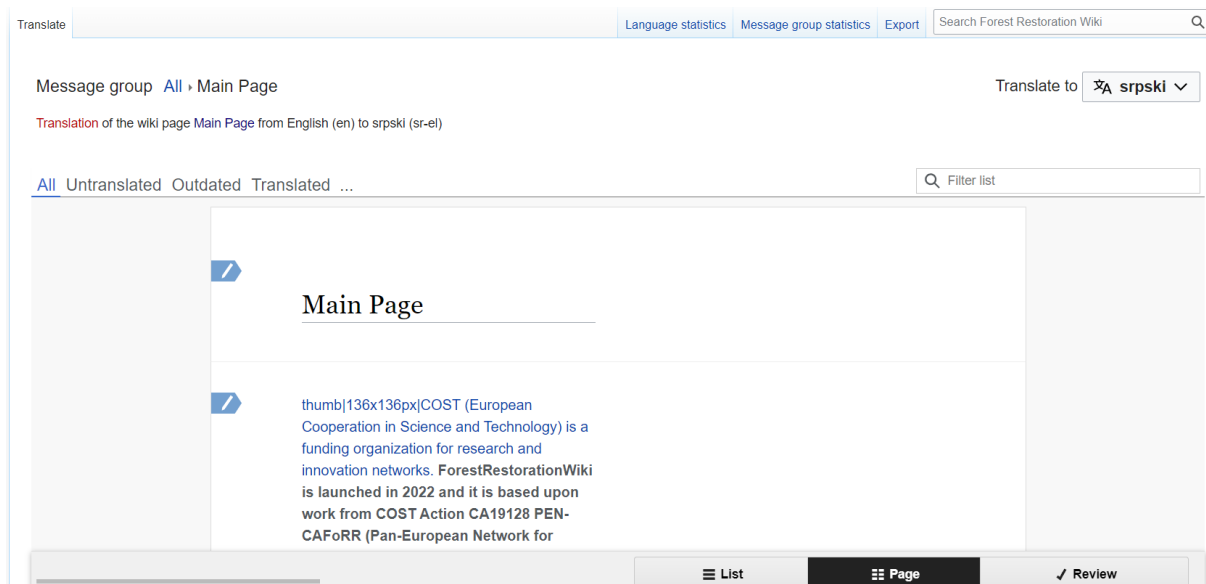 Translate
Language statistics Message group statistics Export Search Forest Restoration Wiki
Message group All › Main Page
Translate to srpski
Translation of the wiki page Main Page from English (en) to srpski (sr-el)
All Untranslated Outdated Translated ...
Filter list
Main Page
thumb|136x136px|COST (European
Cooperation in Science and Technology) is a
funding organization for research and
innovation networks. ForestRestorationWiki
is launched in 2022 and it is based upon
work from COST Action CA19128 PEN-
CAFoRR (Pan-European Network for
List Page Review